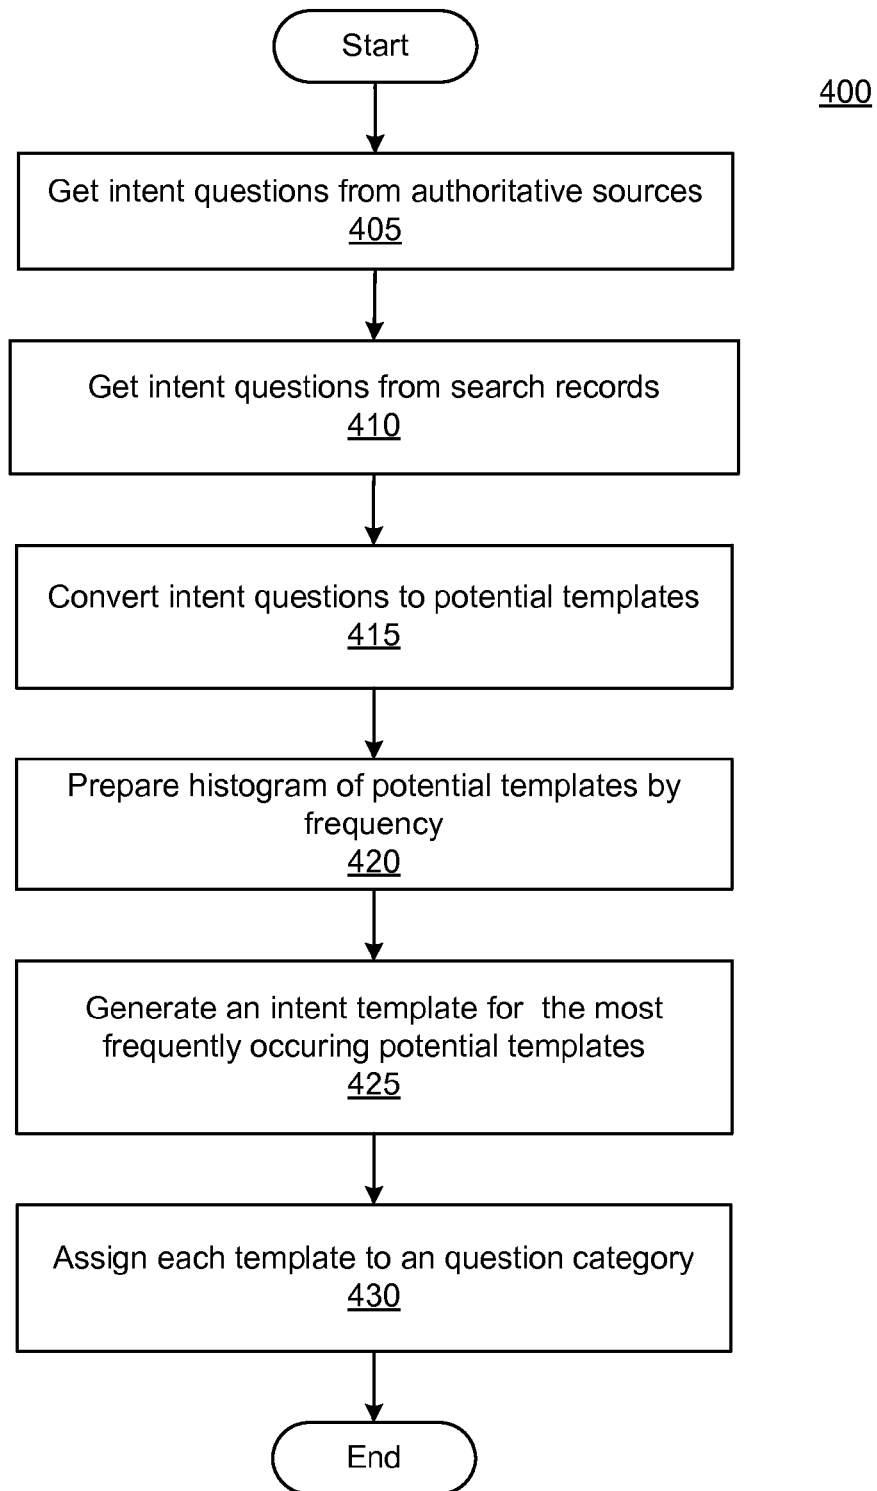 Start
400
Get intent questions from authoritative sources
405
Get intent questions from search records
410
Convert intent questions to potential templates
415
Prepare histogram of potential templates by
frequency
420
Generate an intent template for  the most
frequently occuring potential templates
425
Assign each template to an question category
430
End